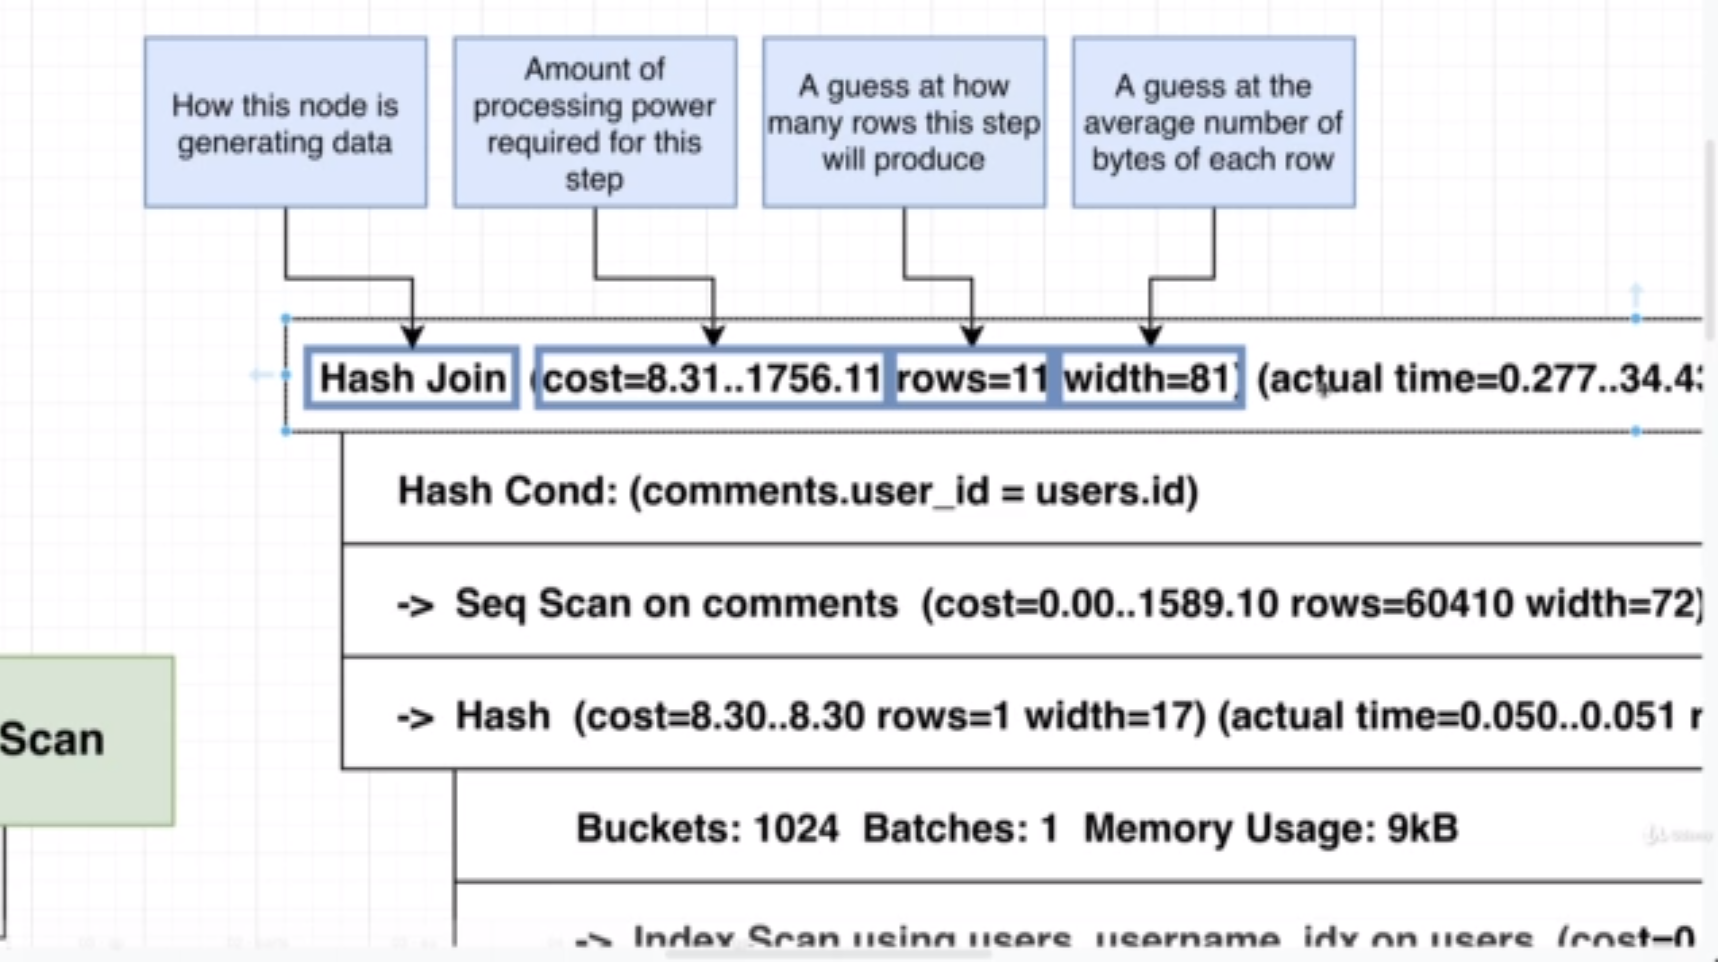 How this node is
generating data
Amount of
processing power
required for this
step
A guess at how
many rows this step
will produce
A guess at the
average number of
bytes of each row
Hash Join (cost=8.31..1756.11 rows=11 width=81) (actual time=0.277..34.43
Hash Cond: (comments.user_id = users.id)
-> Seq Scan on comments (cost=0.00..1589.10 rows=60410 width=72)
Scan
-> Hash (cost=8.30..8.30 rows=1 width=17) (actual time=0.050..0.051 r
Buckets: 1024 Batches: 1 Memory Usage: 9kB
-> Index Scan using users_username_idx on users (cost=0